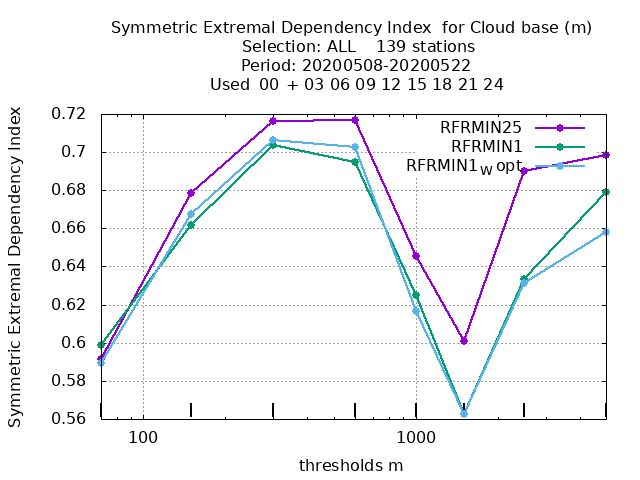 Symmetric Extremal Dependency Index for Cloud base (m)
Selection: ALL 139 stations
Period: 20200508-20200522
Used 00 + 03 06 09 12 15 18 21 24
Symmetric Extremal Dependency Index
0.72
0.7
0.68
0.66
0.64
0.62
0.6
0.58
0.56
RFRMIN25
RFRMIN1
RFRMIN1W opt
100
1000
thresholds m